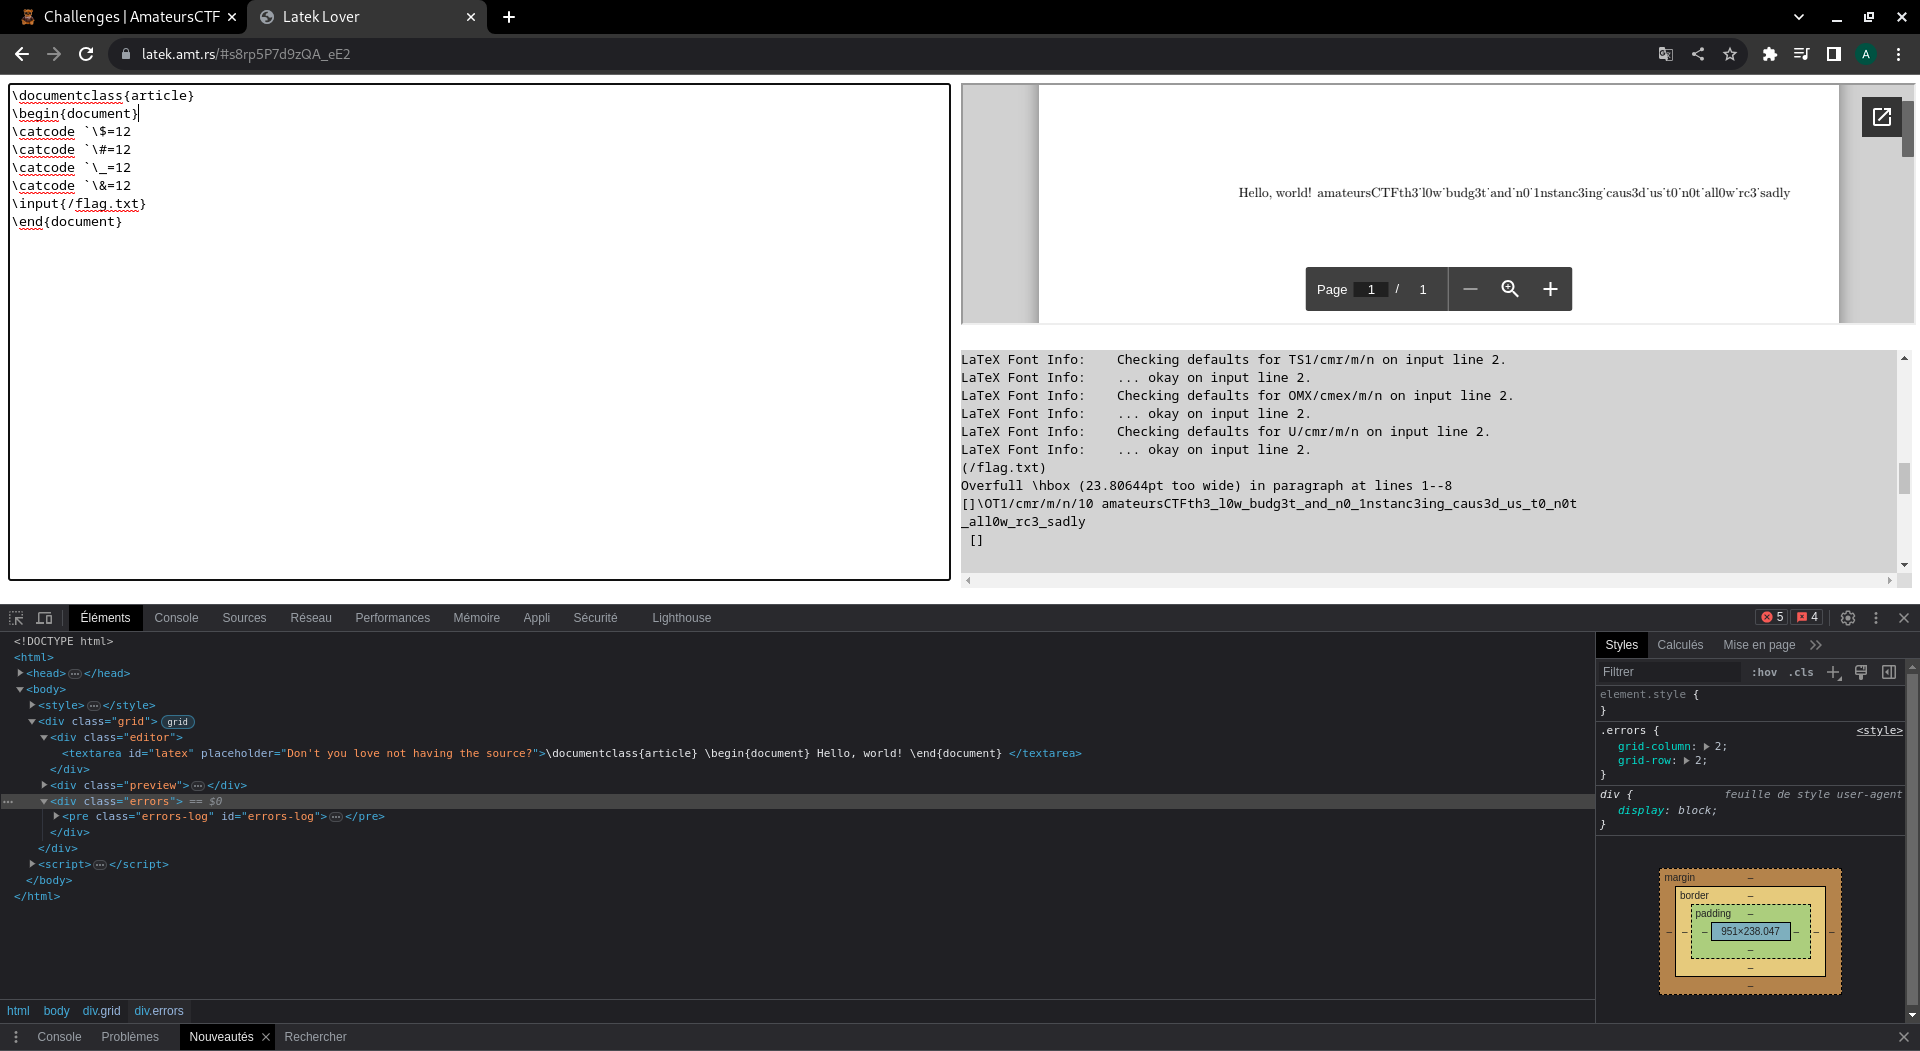 Challenges | AmateursCTF
Latek Lover
latek.amt.rs/#s8rp5P7d9zQA_eE2
A
\documentclass{article}
\begin{document}
\catcode `\$=12
\catcode `\#=12
\catcode `\_=12
\catcode `\&=12
\input{/flag.txt}
\end{document}
Hello, world! amateursCTFth3˙l0w˙budg3t˙and˙n0˙1nstanc3ing˙caus3d˙us˙t0˙n0t˙all0w˙rc3˙sadly
Page 1 / 1
LaTeX Font Info:    Checking defaults for TS1/cmr/m/n on input line 2.
LaTeX Font Info:    ... okay on input line 2.
LaTeX Font Info:    Checking defaults for OMX/cmex/m/n on input line 2.
LaTeX Font Info:    ... okay on input line 2.
LaTeX Font Info:    Checking defaults for U/cmr/m/n on input line 2.
LaTeX Font Info:    ... okay on input line 2.
(/flag.txt)
Overfull \hbox (23.80644pt too wide) in paragraph at lines 1--8
[]\OT1/cmr/m/n/10 amateursCTFth3_l0w_budg3t_and_n0_1nstanc3ing_caus3d_us_t0_n0t
_all0w_rc3_sadly
[]
Éléments Console Sources Réseau Performances Mémoire Appli Sécurité Lighthouse 5 4
<!DOCTYPE html>
<html>
<head>…</head>
<body>
<style>…</style>
<div class="grid"> grid
<div class="editor">
<textarea id="latex" placeholder="Don't you love not having the source?">\documentclass{article} \begin{document} Hello, world! \end{document} </textarea>
</div>
<div class="preview">…</div>
<div class="errors"> == $0
<pre class="errors-log" id="errors-log">…</pre>
</div>
</div>
<script>…</script>
</body>
</html>
Styles Calculés Mise en page
Filtrer :hov .cls
element.style {
}
.errors { <style>
grid-column: 2;
grid-row: 2;
}
div { feuille de style user-agent
display: block;
}
margin –
border –
padding –
– – – 951×238.047 – – –
–
–
–
html body div.grid div.errors
Console Problèmes Nouveautés Rechercher